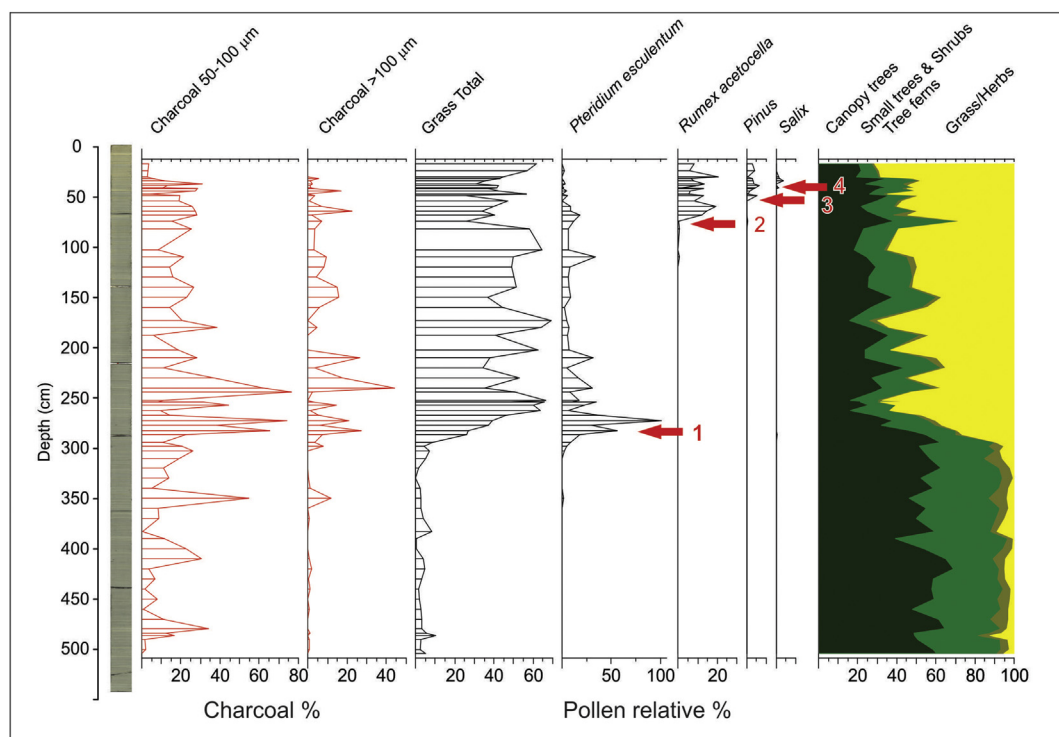 Charcoal 50-100 µm
Charcoal >100 µm
Grass Total
Pteridium esculentum
Rumex acetocella
Pinus
Salix
Canopy trees
Small trees & Shrubs
Tree ferns
Grass/Herbs
0
50
100
150
200
250
300
350
400
450
500
Depth (cm)
4
3
2
1
20 40 60 80 20 40 20 40 60 50 100 20 20 40 60 80 100
Charcoal % Pollen relative %